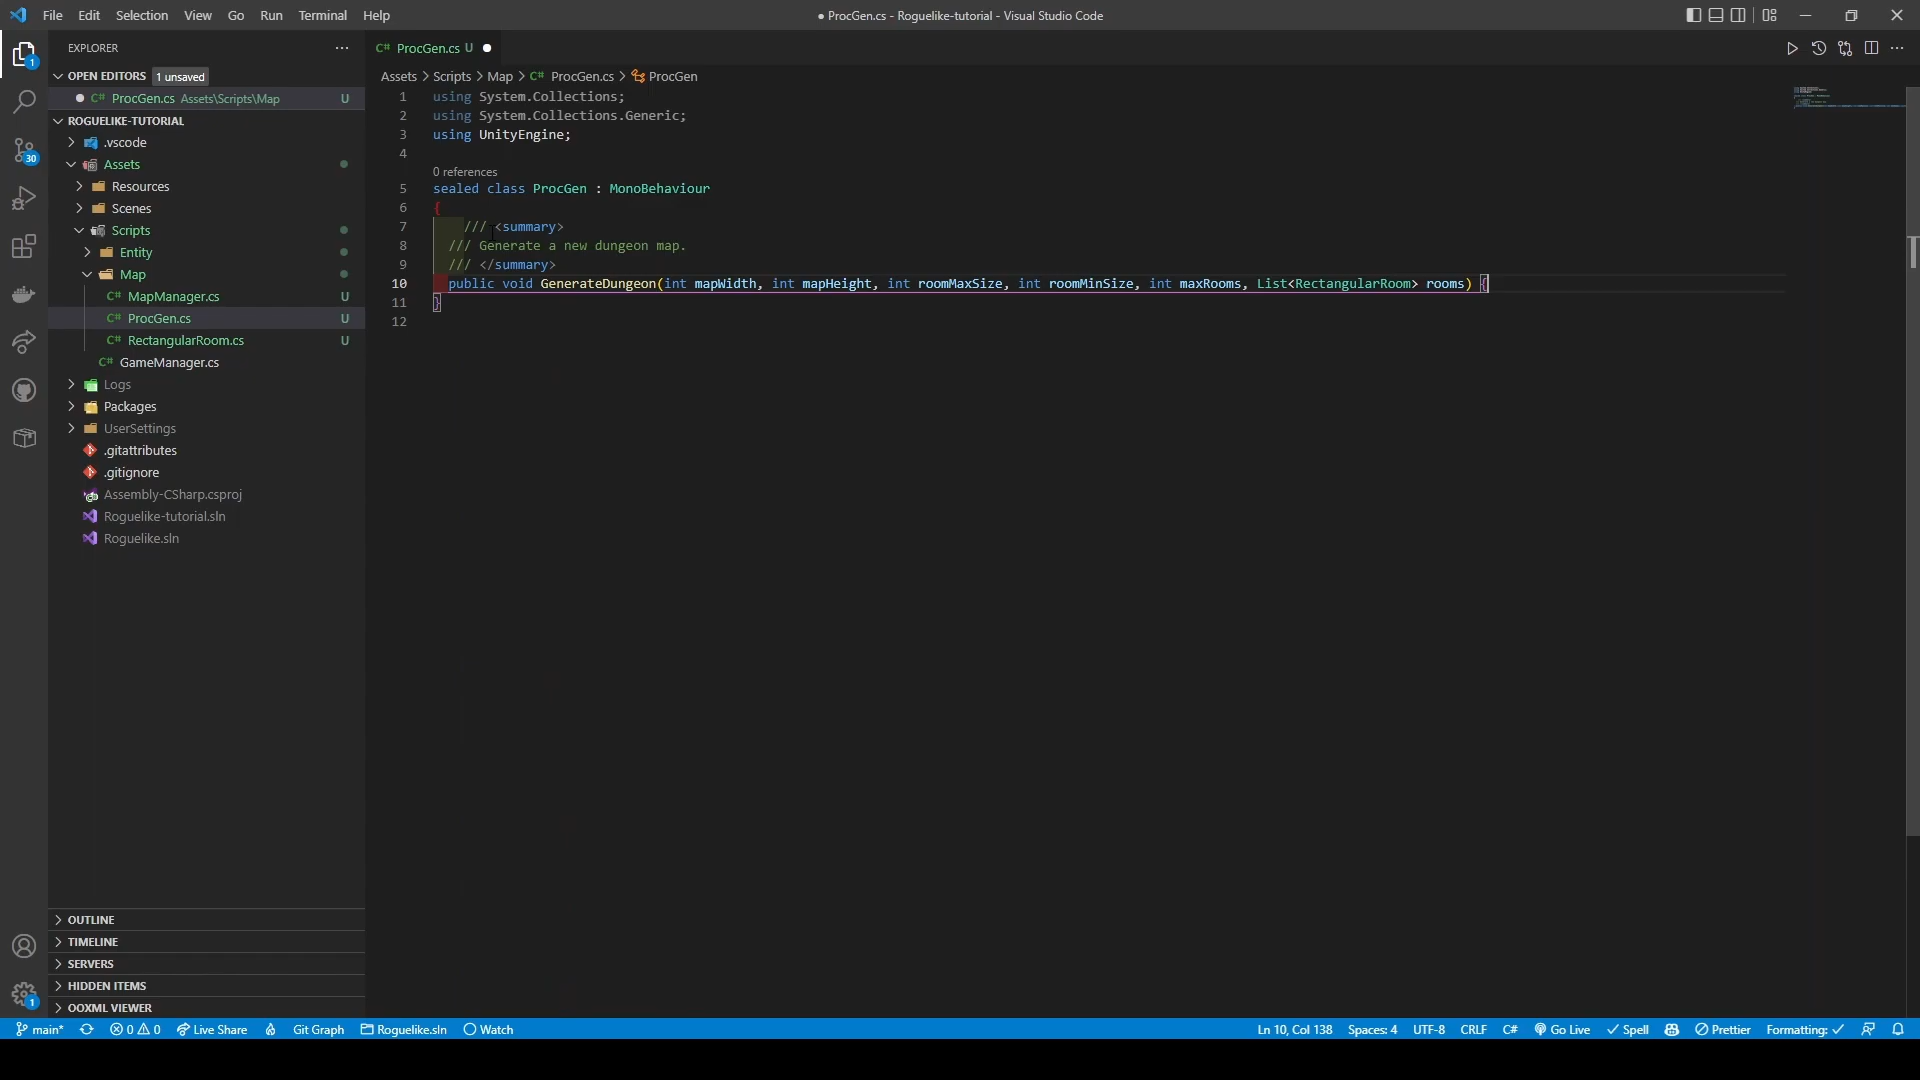 File Edit Selection View Go Run Terminal Help
● ProcGen.cs - Roguelike-tutorial - Visual Studio Code
EXPLORER
OPEN EDITORS 1 unsaved
C# ProcGen.cs Assets\Scripts\Map U
ROGUELIKE-TUTORIAL
.vscode
Assets
Resources
Scenes
Scripts
Entity
Map
C# MapManager.cs U
C# ProcGen.cs U
C# RectangularRoom.cs U
C# GameManager.cs
Logs
Packages
UserSettings
.gitattributes
.gitignore
Assembly-CSharp.csproj
Roguelike-tutorial.sln
Roguelike.sln
OUTLINE
TIMELINE
SERVERS
HIDDEN ITEMS
OOXML VIEWER
1
30
1
C# ProcGen.cs U
Assets > Scripts > Map > C# ProcGen.cs > ProcGen
1 using System.Collections;
2 using System.Collections.Generic;
3 using UnityEngine;
4
0 references
5 sealed class ProcGen : MonoBehaviour
6 {
7 /// <summary>
8 /// Generate a new dungeon map.
9 /// </summary>
10 public void GenerateDungeon(int mapWidth, int mapHeight, int roomMaxSize, int roomMinSize, int maxRooms, List<RectangularRoom> rooms) {
11 }
12
main* 0 0 Live Share Git Graph Roguelike.sln Watch
Ln 10, Col 138 Spaces: 4 UTF-8 CRLF C# Go Live Spell Prettier Formatting: ✓